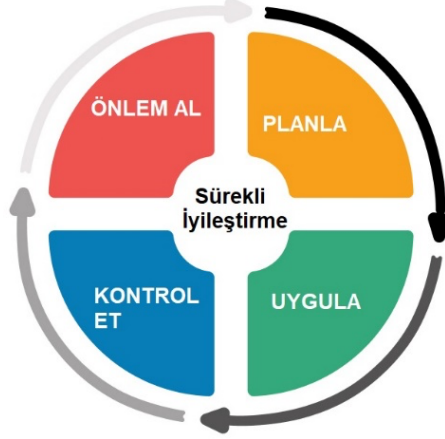 ÖNLEM AL
PLANLA
Sürekli
İyileştirme
KONTROL
ET
UYGULA